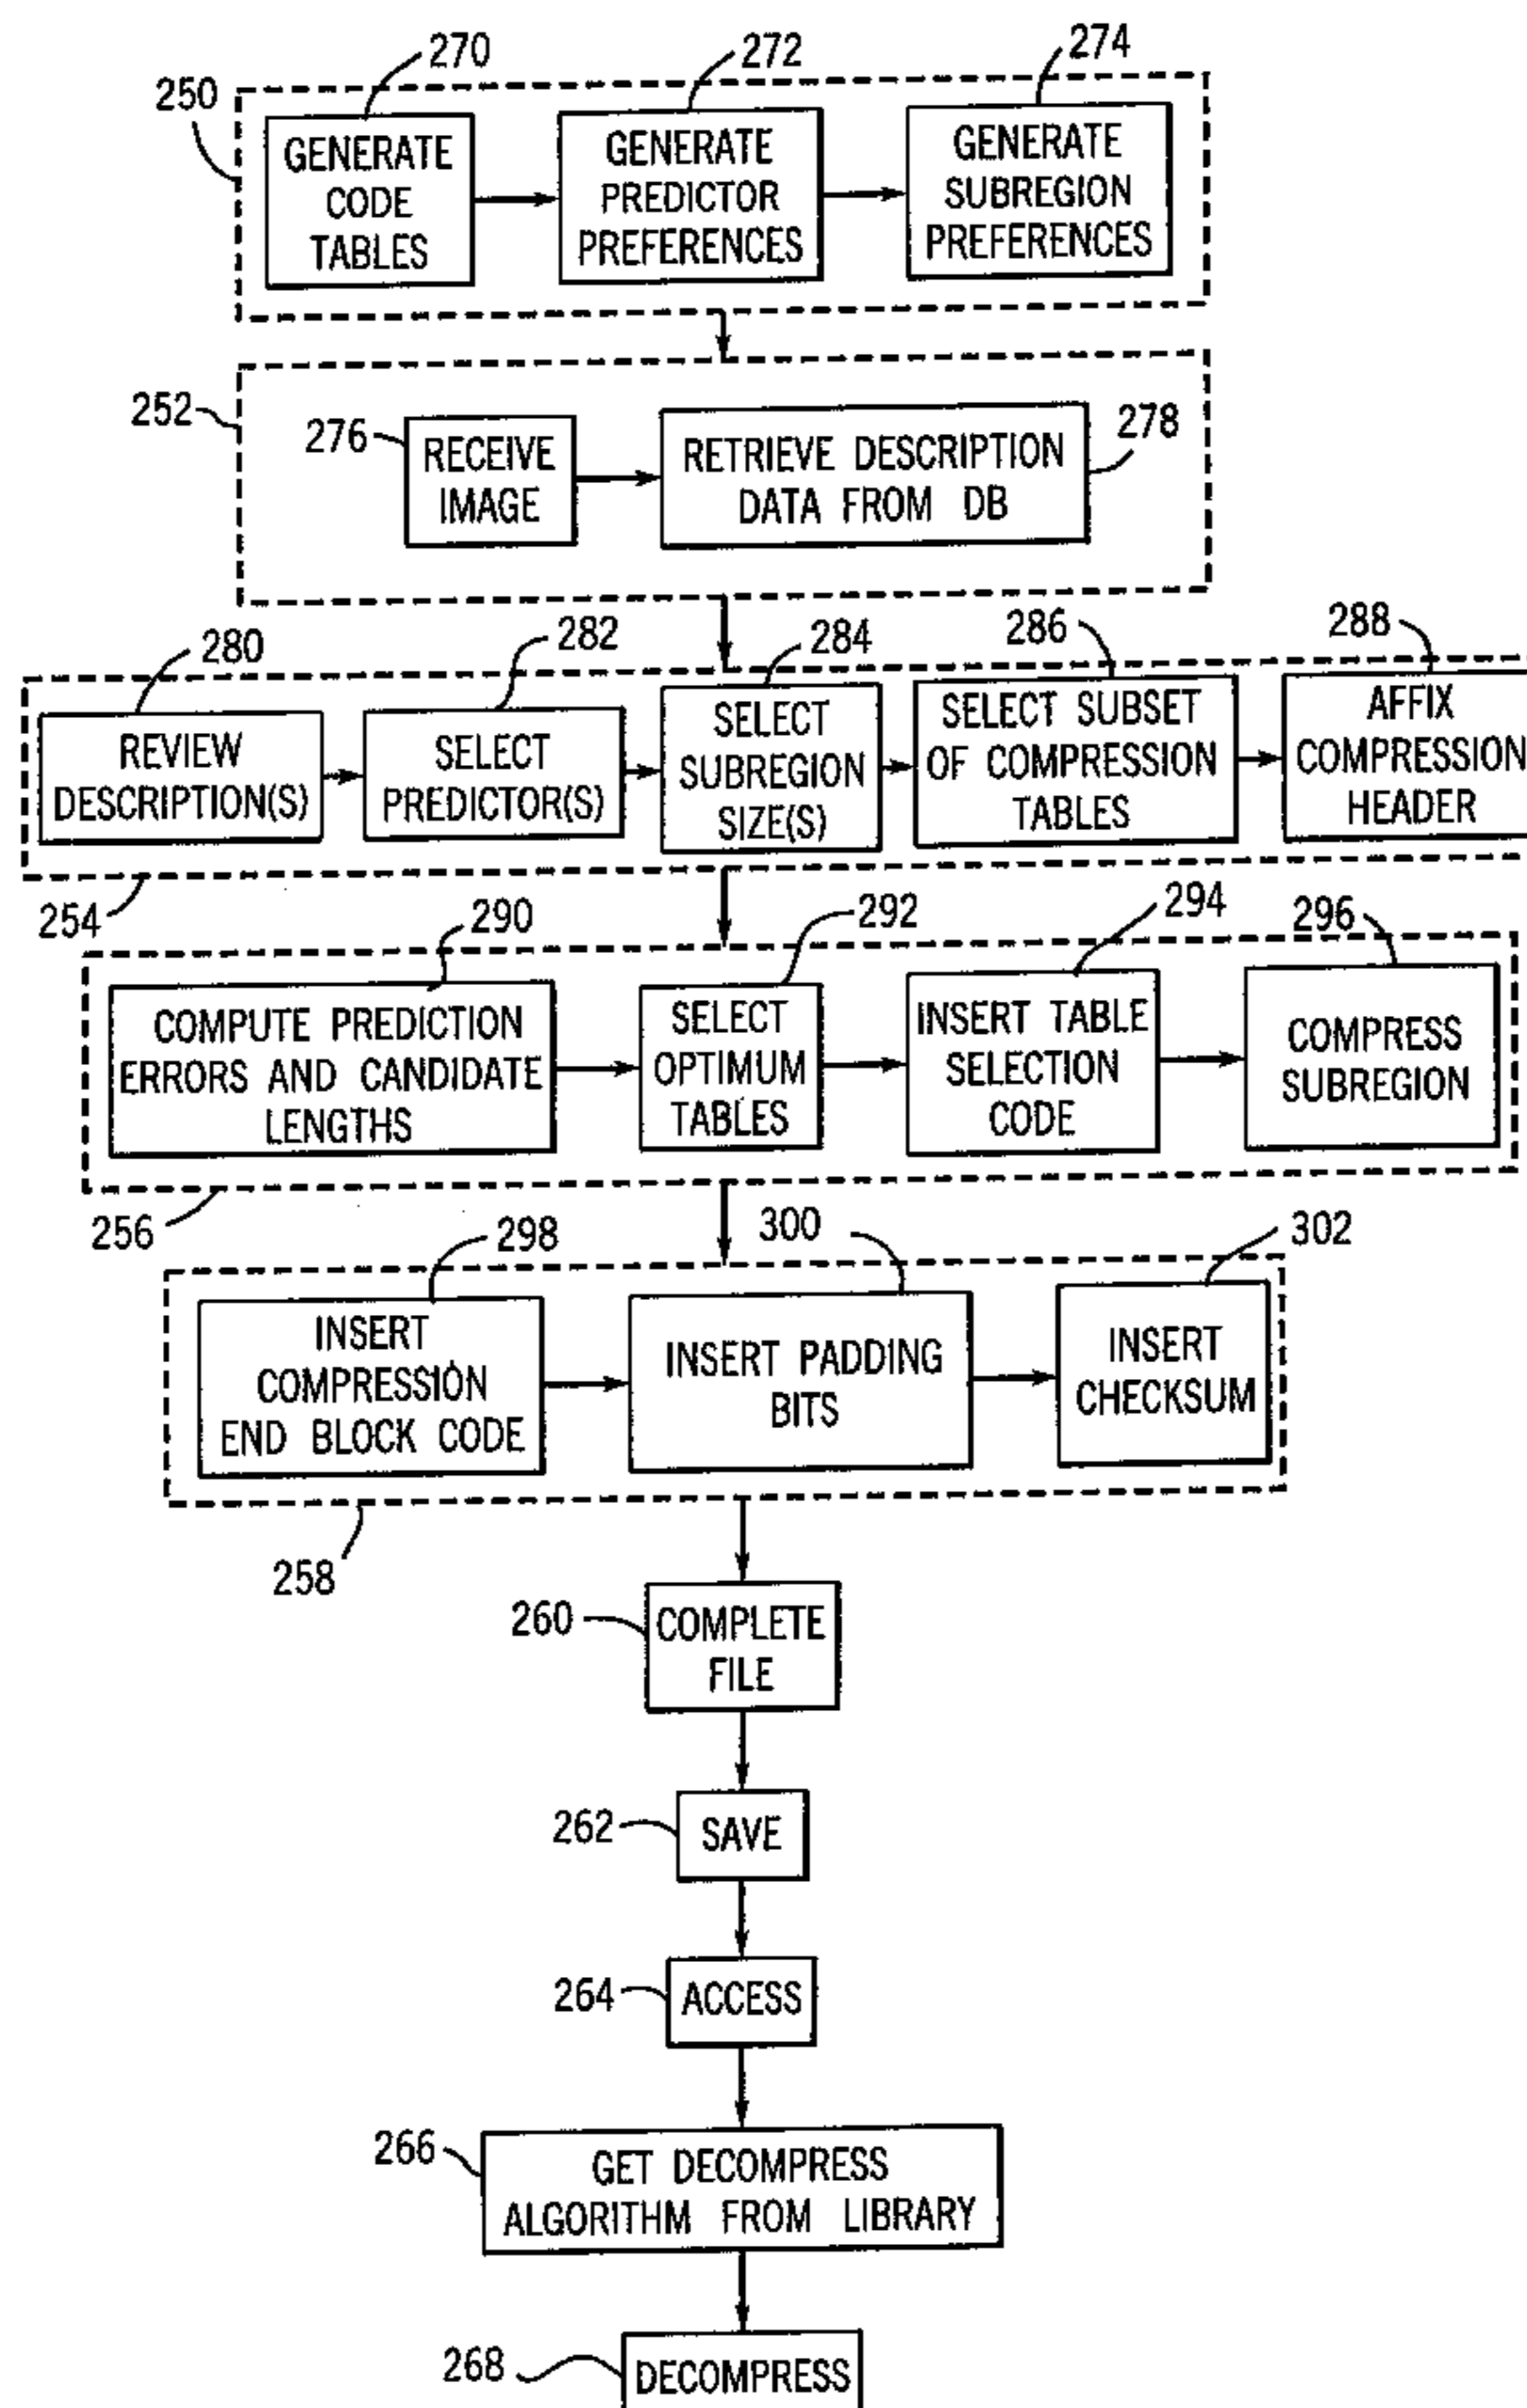 270
272
274
250
GENERATE
CODE
TABLES
GENERATE
PREDICTOR
PREFERENCES
GENERATE
SUBREGION
PREFERENCES
252
276
RECEIVE
IMAGE
RETRIEVE DESCRIPTION
DATA FROM DB
278
280
282
284
286
288
REVIEW
DESCRIPTION(S)
SELECT
PREDICTOR(S)
SELECT
SUBREGION
SIZE(S)
SELECT SUBSET
OF COMPRESSION
TABLES
AFFIX
COMPRESSION
HEADER
254
290
292
294
296
COMPUTE PREDICTION
ERRORS AND CANDIDATE
LENGTHS
SELECT
OPTIMUM
TABLES
INSERT TABLE
SELECTION
CODE
COMPRESS
SUBREGION
256
298
300
302
INSERT
COMPRESSION
END BLOCK CODE
INSERT PADDING
BITS
INSERT
CHECKSUM
258
260
COMPLETE
FILE
262
SAVE
264
ACCESS
266
GET DECOMPRESS
ALGORITHM FROM LIBRARY
268
DECOMPRESS